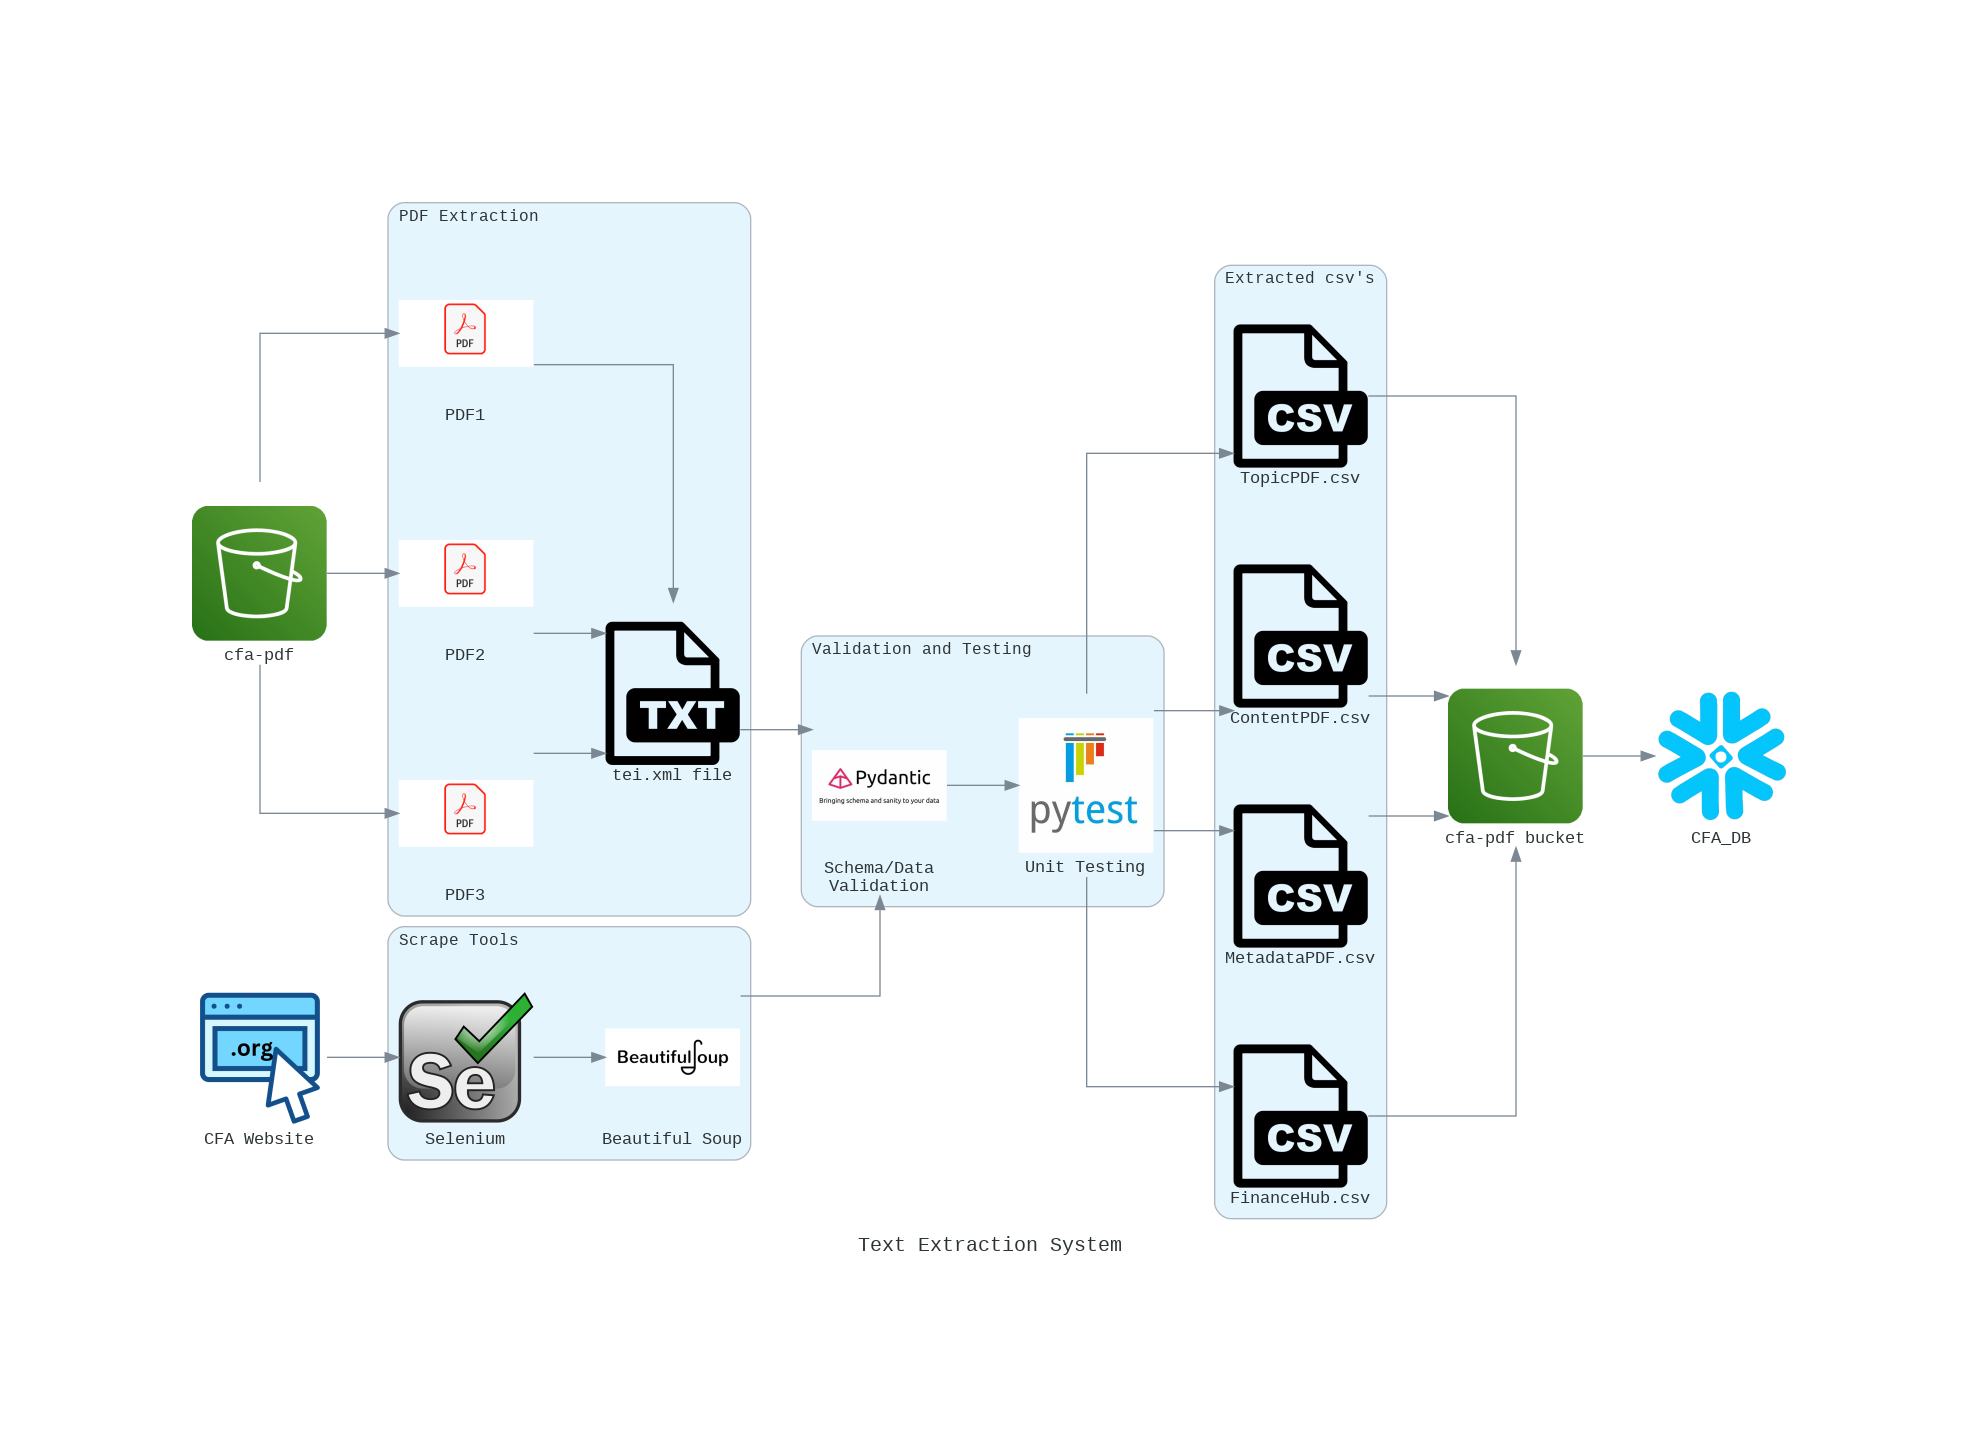 PDF Extraction
PDF
PDF1
PDF
PDF2
PDF
PDF3
cfa-pdf
TXT
tei.xml file
Scrape Tools
.org
CFA Website
Se
Selenium
BeautifulSoup
Beautiful Soup
Validation and Testing
Pydantic
Bringing schema and sanity to your data
Schema/Data
Validation
pytest
Unit Testing
Extracted csv's
CSV
TopicPDF.csv
CSV
ContentPDF.csv
CSV
MetadataPDF.csv
CSV
FinanceHub.csv
cfa-pdf bucket
CFA_DB
Text Extraction System